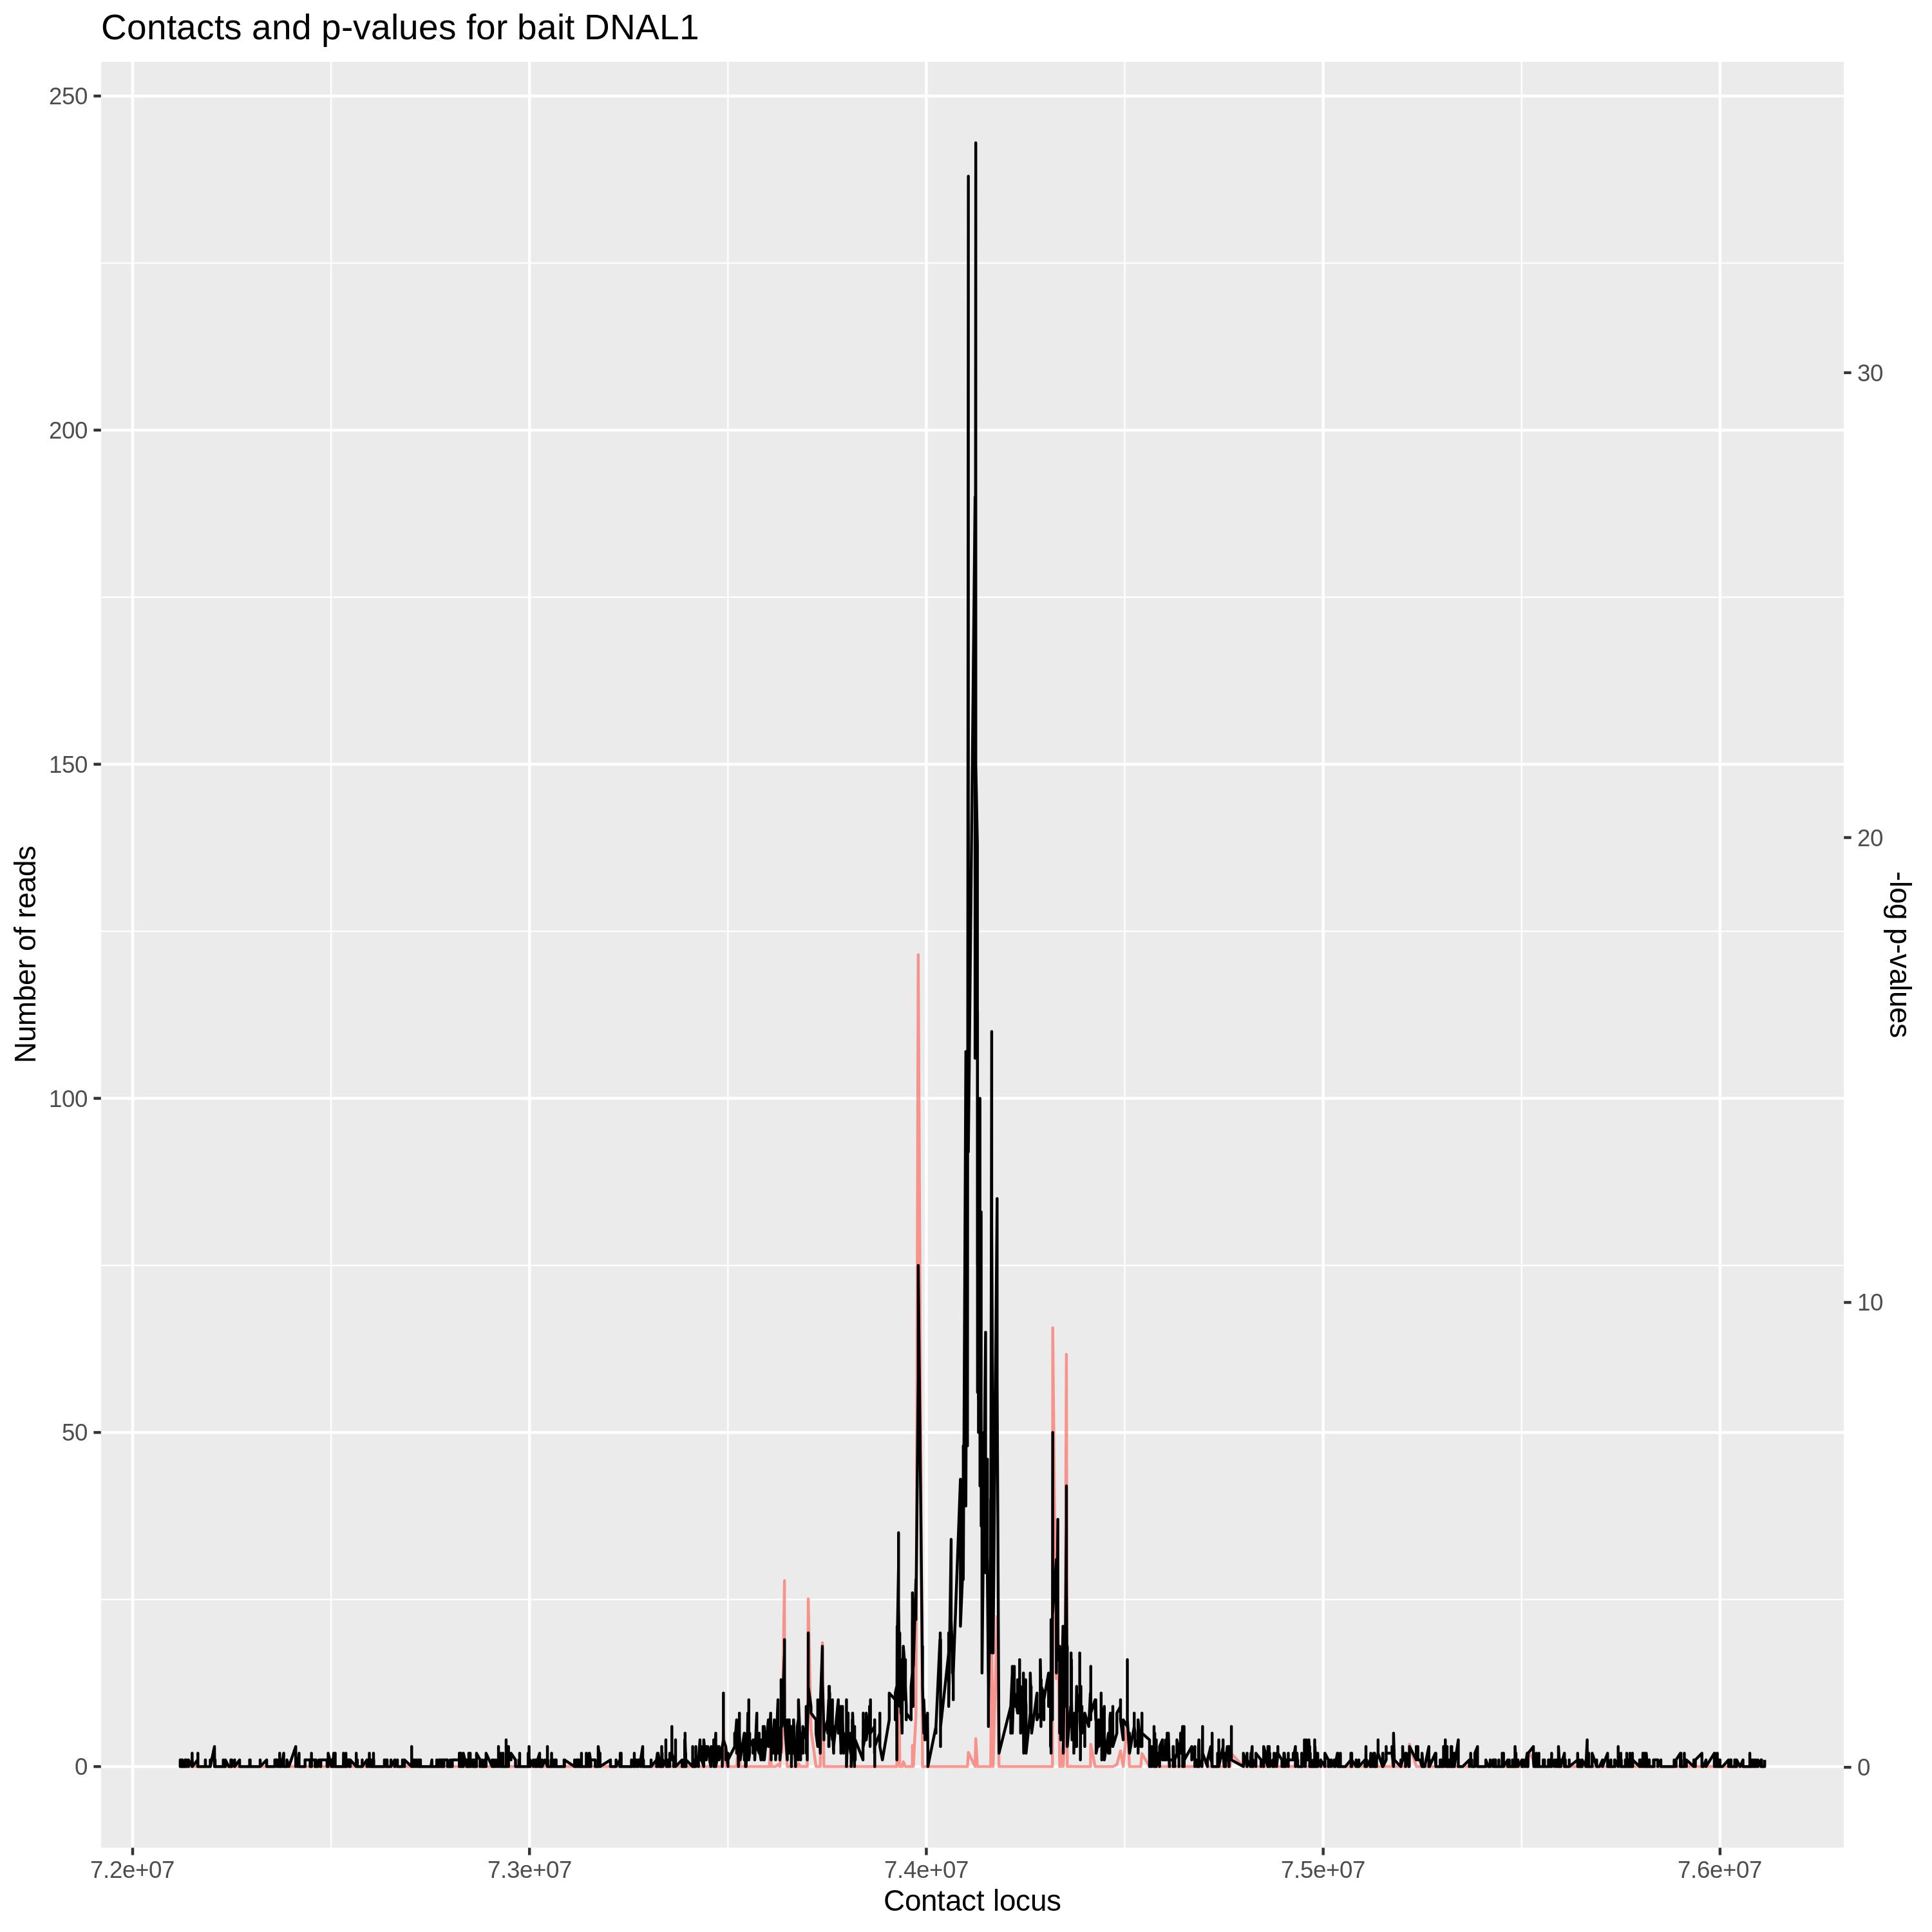 Contacts and p-values for bait DNAL1
250
200
150
100
50
0
Number of reads
30
20
10
0
-log p-values
7.2e+07
7.3e+07
7.4e+07
7.5e+07
7.6e+07
Contact locus